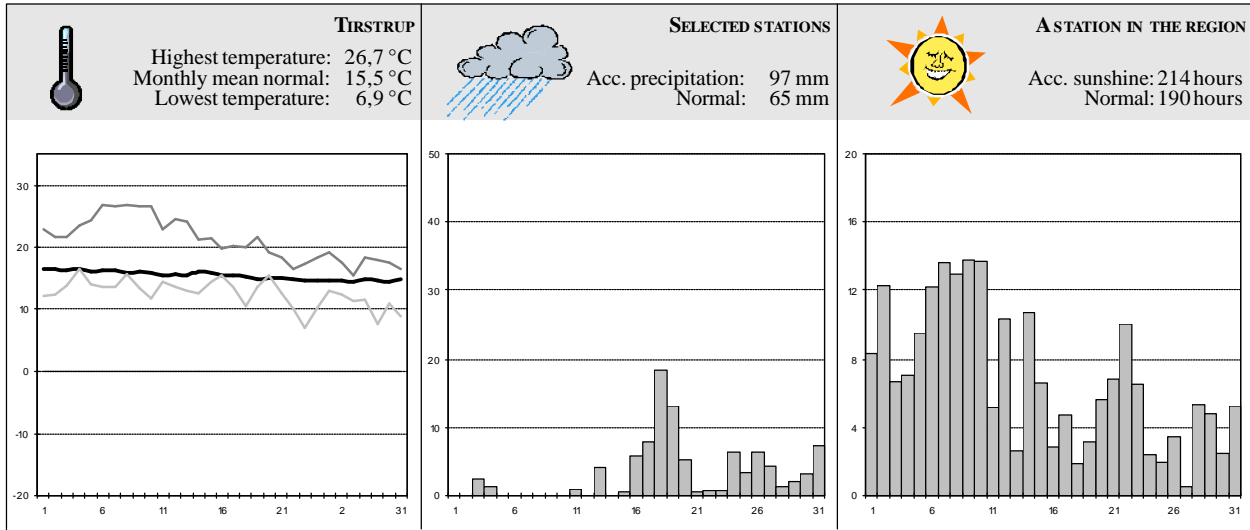 TIRSTRUP
Highest temperature: 26,7 °C
Monthly mean normal: 15,5 °C
Lowest temperature: 6,9 °C
30
20
10
0
-10
-20
1 6 11 16 21 2 31
SELECTED STATIONS
Acc. precipitation: 97 mm
Normal: 65 mm
50
40
30
20
10
0
1 6 11 16 21 26 31
A STATION IN THE REGION
Acc. sunshine: 214 hours
Normal: 190 hours
20
16
12
8
4
0
1 6 11 16 21 26 31